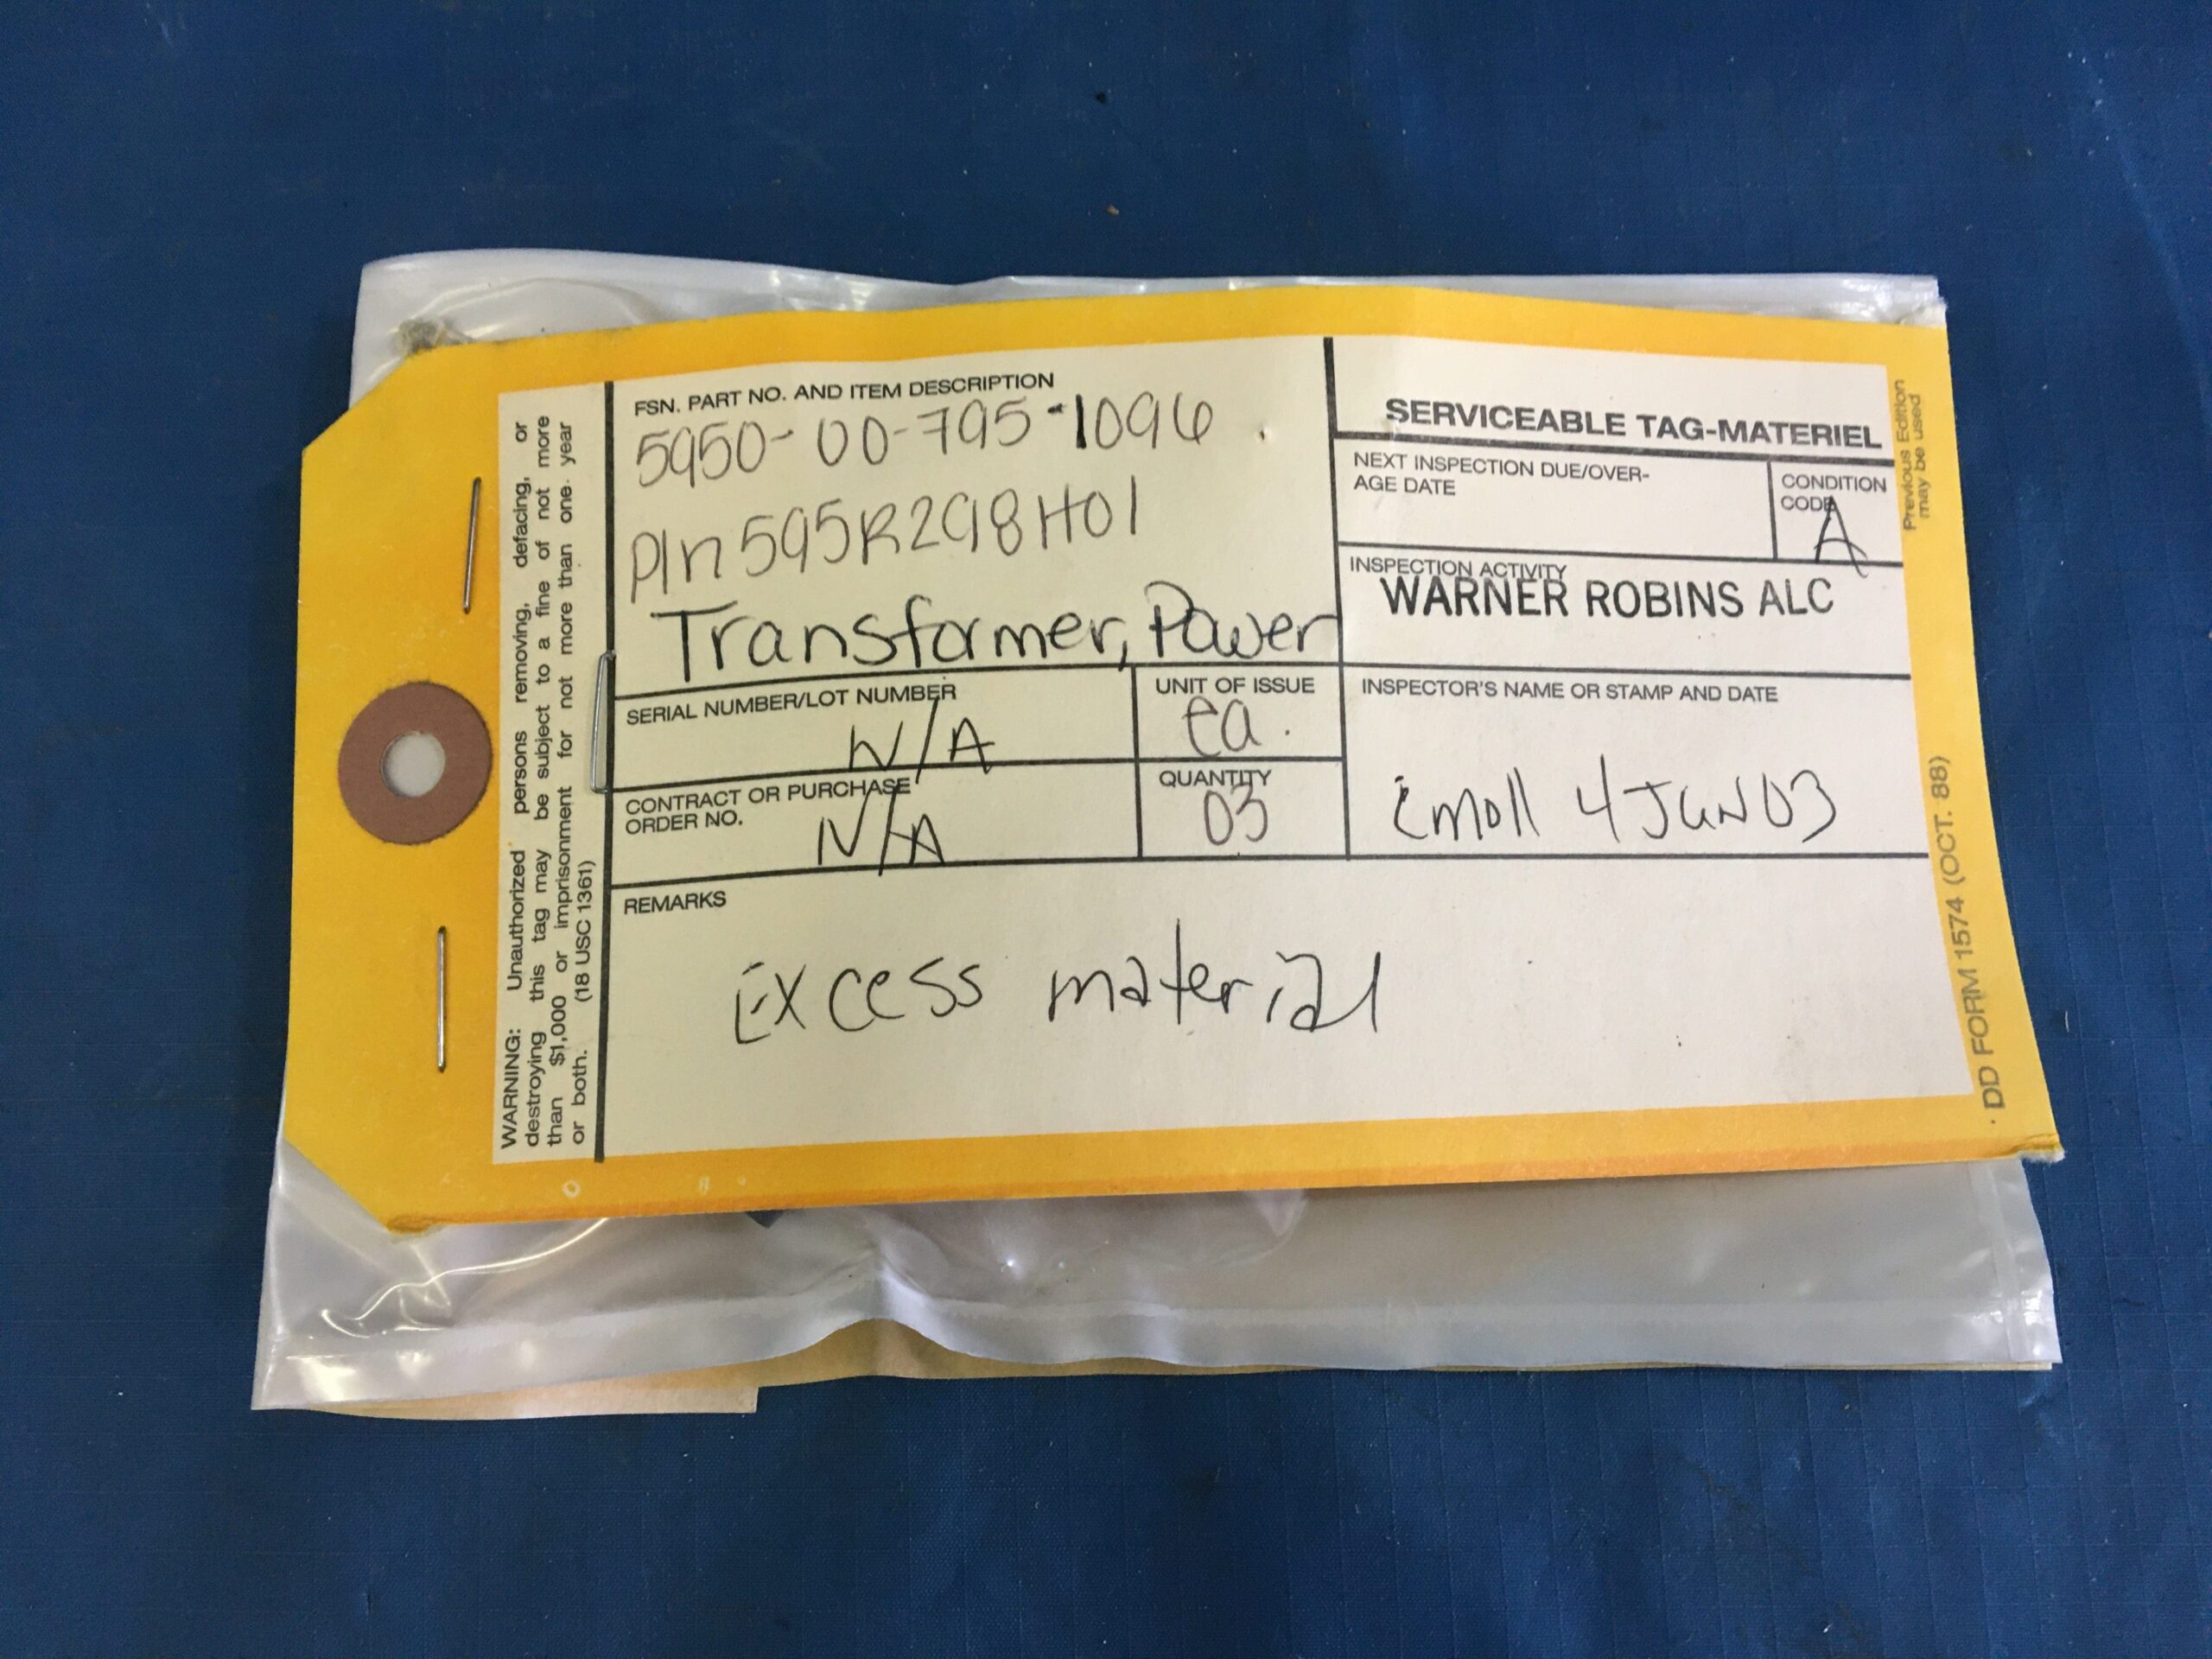 FSN. PART NO. AND ITEM DESCRIPTION
5950-00-795-1096
P/n 595R298H01
Transformer, Power
SERIAL NUMBER/LOT NUMBER
N/A
UNIT OF ISSUE
ea.
CONTRACT OR PURCHASE
ORDER NO.
N/A
QUANTITY
03
SERVICEABLE TAG-MATERIEL
NEXT INSPECTION DUE/OVER-
AGE DATE
CONDITION
CODE
A
INSPECTION ACTIVITY
WARNER ROBINS ALC
INSPECTOR'S NAME OR STAMP AND DATE
4 JUN 03
REMARKS
Excess material
WARNING: Unauthorized persons removing, defacing, or
destroying this tag may be subject to a fine of not more
than $1,000 or imprisonment for not more than one year
or both. (18 USC 1361)
Previous Edition
may be used
DD FORM 1574 (OCT. 88)